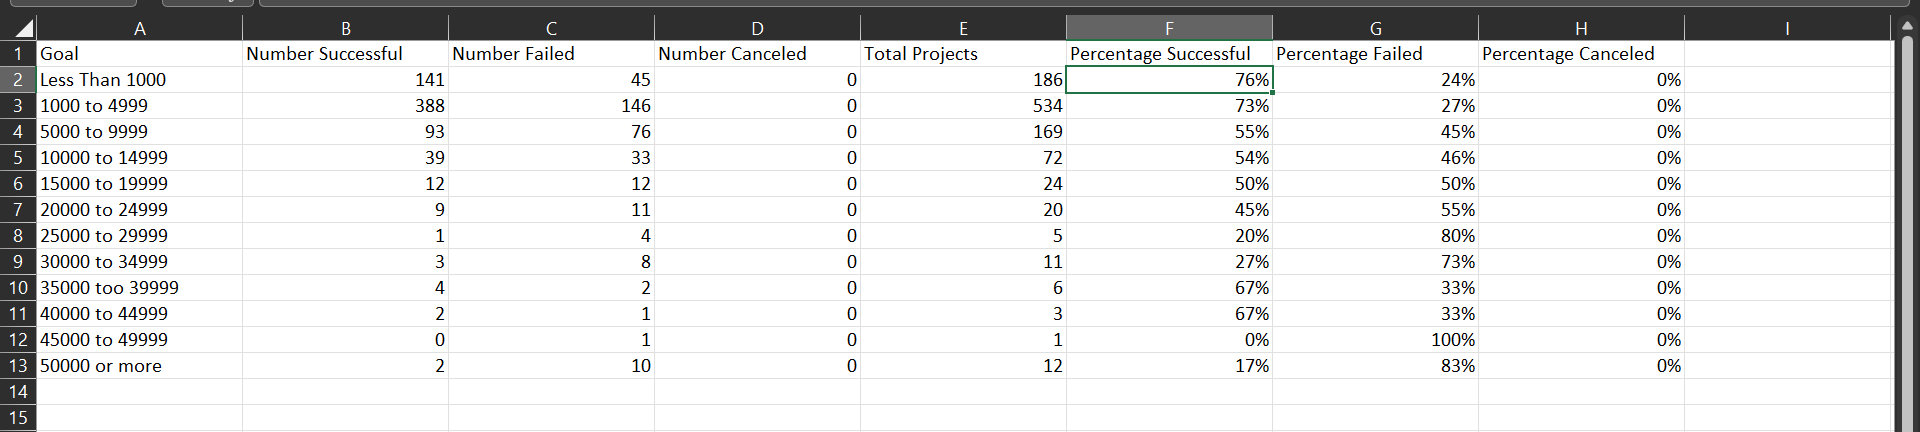 A B C D E F G H I
1 Goal Number Successful Number Failed Number Canceled Total Projects Percentage Successful Percentage Failed Percentage Canceled
2 Less Than 1000 141 45 0 186 76% 24% 0%
3 1000 to 4999 388 146 0 534 73% 27% 0%
4 5000 to 9999 93 76 0 169 55% 45% 0%
5 10000 to 14999 39 33 0 72 54% 46% 0%
6 15000 to 19999 12 12 0 24 50% 50% 0%
7 20000 to 24999 9 11 0 20 45% 55% 0%
8 25000 to 29999 1 4 0 5 20% 80% 0%
9 30000 to 34999 3 8 0 11 27% 73% 0%
10 35000 too 39999 4 2 0 6 67% 33% 0%
11 40000 to 44999 2 1 0 3 67% 33% 0%
12 45000 to 49999 0 1 0 1 0% 100% 0%
13 50000 or more 2 10 0 12 17% 83% 0%
14
15